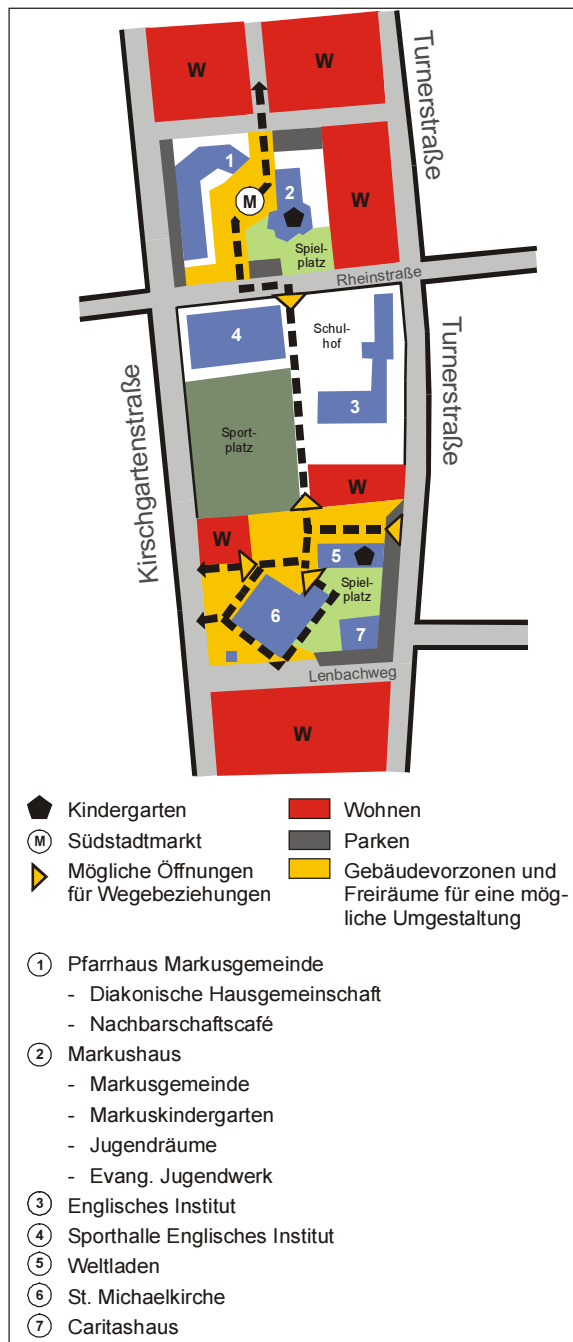 W
W
Turnerstraße
1
2
M
W
Spiel-
platz
Rheinstraße
4
Schul-
hof
3
Turnerstraße
Kirschgartenstraße
Sport-
platz
W
W
5
Spiel-
platz
6
7
Lenbachweg
W
Kindergarten
Wohnen
M Südstadtmarkt
Parken
Mögliche Öffnungen
für Wegebeziehungen
Gebäudevorzonen und
Freiräume für eine mög-
liche Umgestaltung
1 Pfarrhaus Markusgemeinde
- Diakonische Hausgemeinschaft
- Nachbarschaftscafé
2 Markushaus
- Markusgemeinde
- Markuskindergarten
- Jugendräume
- Evang. Jugendwerk
3 Englisches Institut
4 Sporthalle Englisches Institut
5 Weltladen
6 St. Michaelkirche
7 Caritashaus